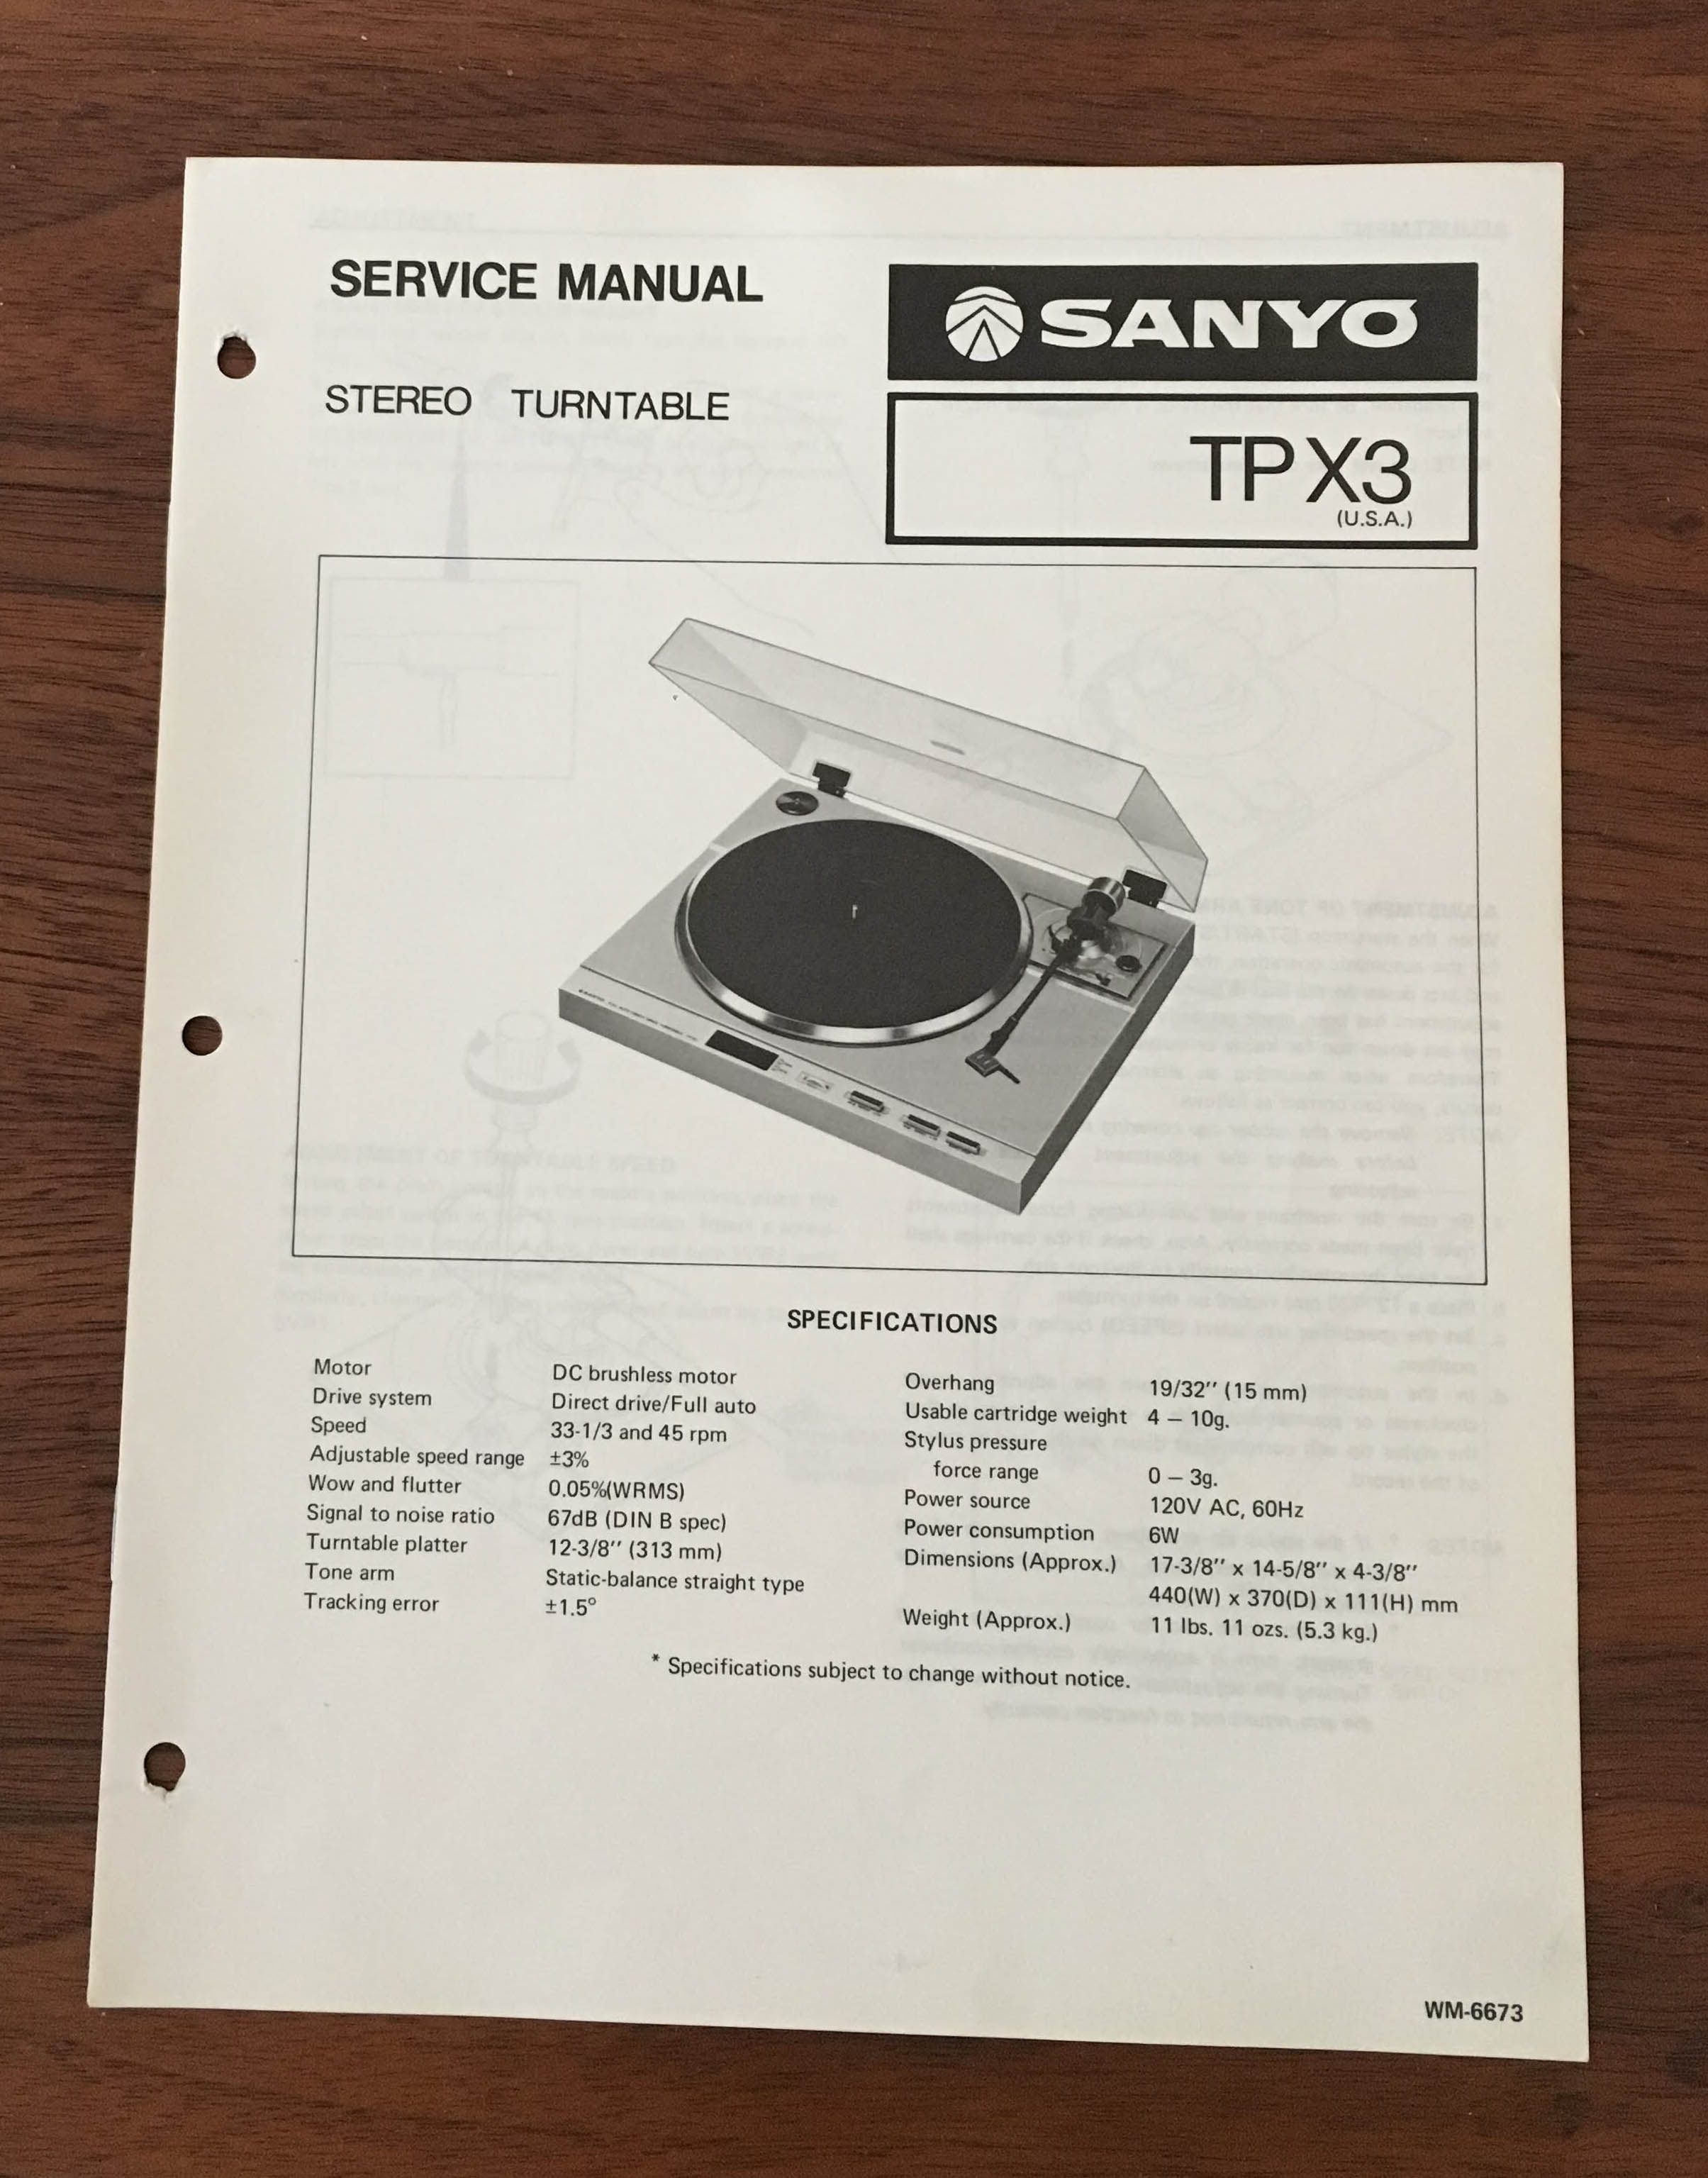 SERVICE MANUAL
SANYO
STEREO TURNTABLE
TP X3
(U.S.A.)
SPECIFICATIONS
Motor DC brushless motor
Drive system Direct drive/Full auto
Speed 33-1/3 and 45 rpm
Adjustable speed range ±3%
Wow and flutter 0.05%(WRMS)
Signal to noise ratio 67dB (DIN B spec)
Turntable platter 12-3/8'' (313 mm)
Tone arm Static-balance straight type
Tracking error ±1.5°
Overhang 19/32'' (15 mm)
Usable cartridge weight 4 – 10g.
Stylus pressure
force range 0 – 3g.
Power source 120V AC, 60Hz
Power consumption 6W
Dimensions (Approx.) 17-3/8'' x 14-5/8'' x 4-3/8''
440(W) x 370(D) x 111(H) mm
Weight (Approx.) 11 lbs. 11 ozs. (5.3 kg.)
* Specifications subject to change without notice.
WM-6673